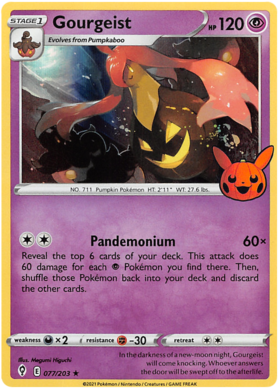 STAGE 1 Gourgeist HP 120
Evolves from Pumpkaboo
NO. 711 Pumpkin Pokémon HT: 2'11" WT: 27.6 lbs.
Pandemonium 60×
Reveal the top 6 cards of your deck. This attack does
60 damage for each Pokémon you find there. Then,
shuffle those Pokémon back into your deck and discard
the other cards.
weakness ×2 resistance -30 retreat
Illus. Megumi Higuchi
E 077/203 ★
In the darkness of a new-moon night, Gourgeist
will come knocking. Whoever answers
the door will be swept off to the afterlife.
©2021 Pokémon / Nintendo / Creatures / GAME FREAK